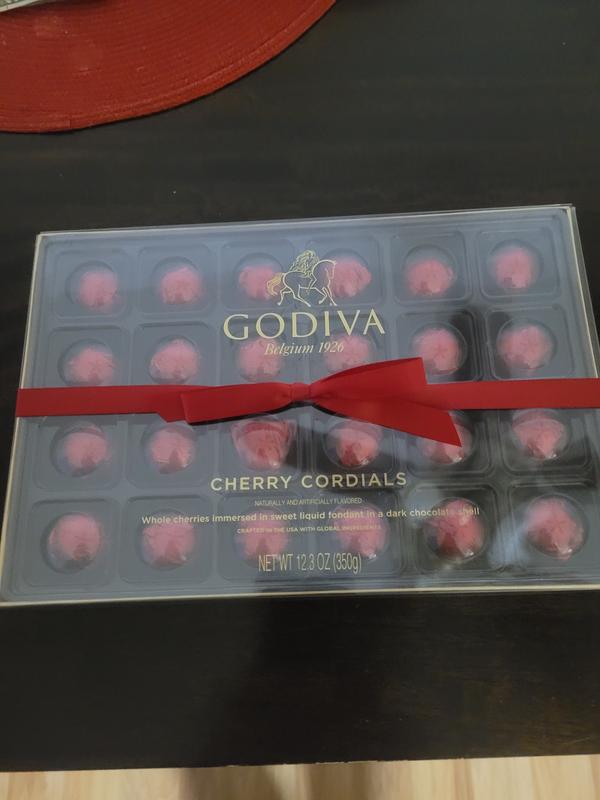 GODIVA
Belgium 1926
CHERRY CORDIALS
NATURALLY AND ARTIFICIALLY FLAVORED
Whole cherries immersed in sweet liquid fondant in a dark chocolate shell
CRAFTED IN THE USA WITH GLOBAL INGREDIENTS
NET WT 12.3 OZ (350g)